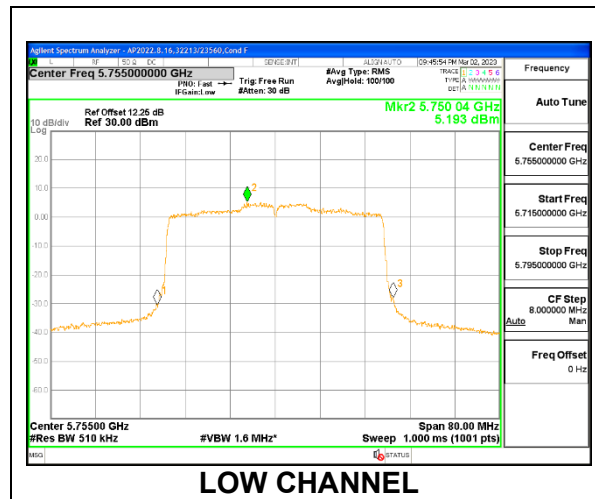 Agilent Spectrum Analyzer - AP2022.8.16,32213/23560,Cond F
L RF 50 Ω DC SENSE:INT ALIGN AUTO 09:45:54 PM Mar 02, 2023
Center Freq 5.755000000 GHz
PNO: Fast
IFGain:Low
Trig: Free Run
#Atten: 30 dB
#Avg Type: RMS
Avg|Hold: 100/100
TRACE 1 2 3 4 5 6
TYPE A WWWWW
DET A N N N N N
Frequency
Auto Tune
Center Freq
5.755000000 GHz
Start Freq
5.715000000 GHz
Stop Freq
5.795000000 GHz
CF Step
8.000000 MHz
Auto Man
Freq Offset
0 Hz
Mkr2 5.750 04 GHz
5.193 dBm
Ref Offset 12.25 dB
10 dB/div Ref 30.00 dBm
Log
20.0
10.0
0.00
-10.0
-20.0
-30.0
-40.0
-50.0
-60.0
1
2
3
Center 5.75500 GHz Span 80.00 MHz
#Res BW 510 kHz #VBW 1.6 MHz* Sweep 1.000 ms (1001 pts)
MSG STATUS
LOW CHANNEL